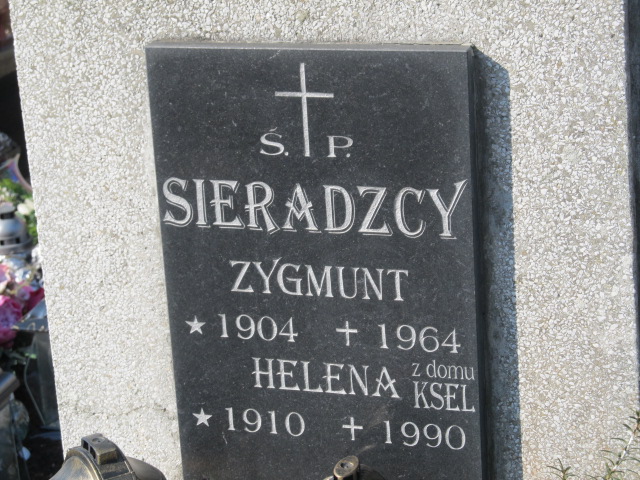 Ś. P.
SIERADZCY
ZYGMUNT
★ 1904 + 1964
HELENA z domu KSEL
★ 1910 + 1990